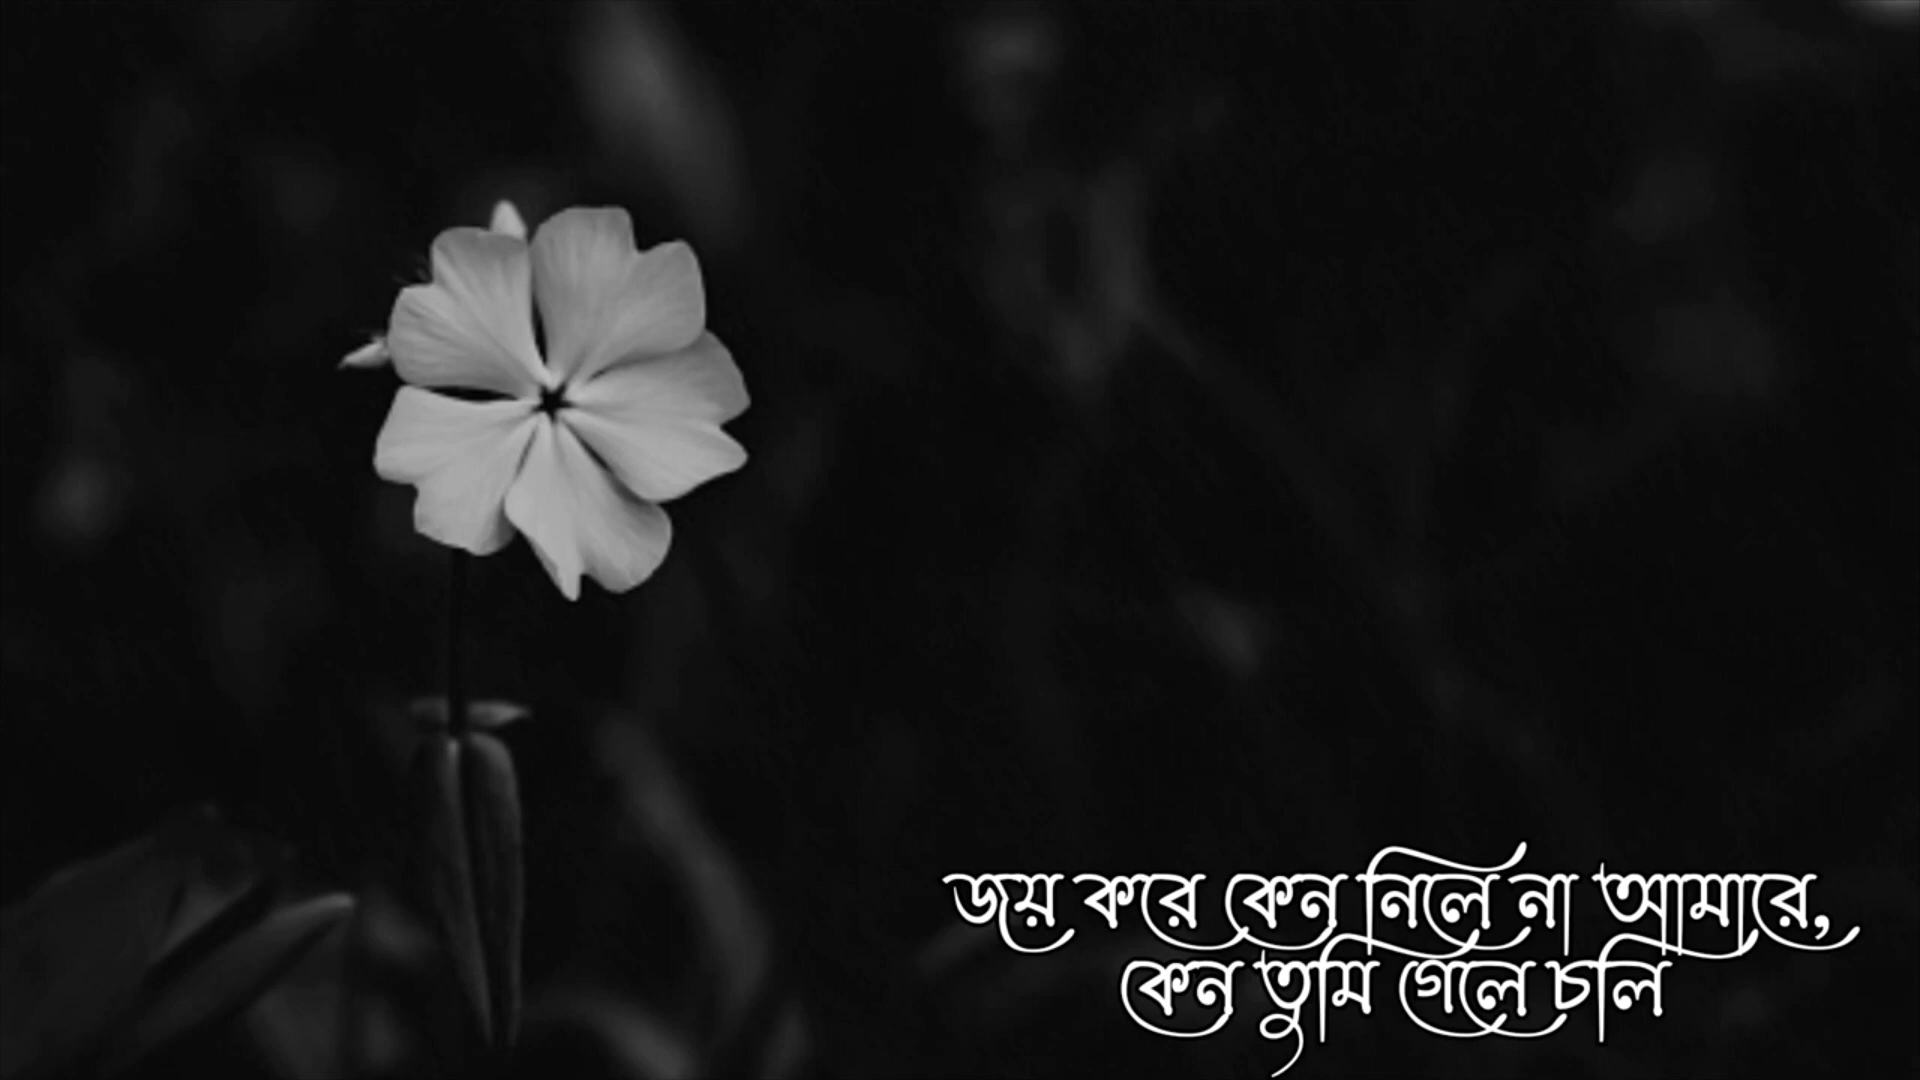 জয় করে কেন নিলে না আমারে,
কেন তুমি গেলে চলি